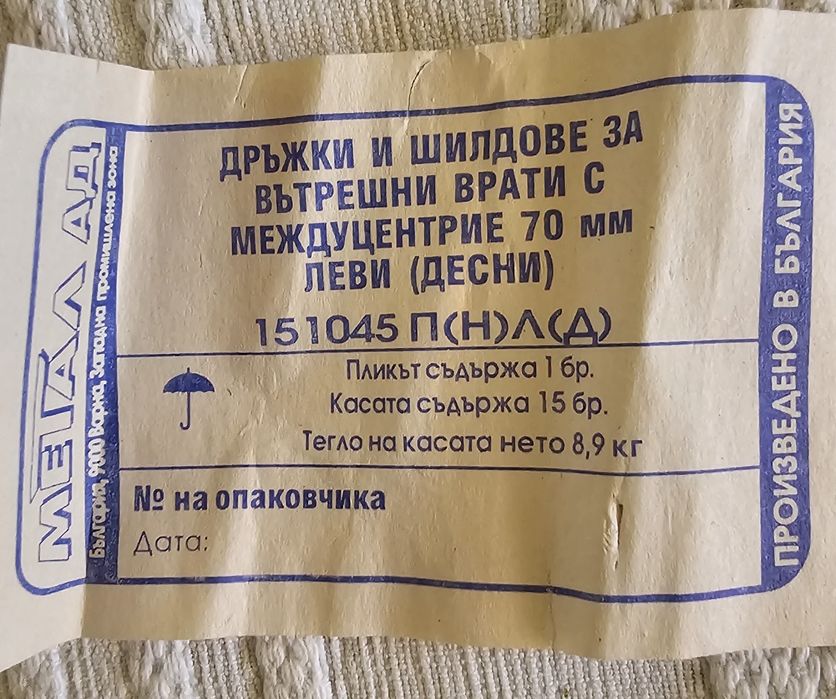 МЕТАЛ АД
България, 9000 Варна, Западна промишлена зона
ДРЪЖКИ И ШИЛДОВЕ ЗА
ВЪТРЕШНИ ВРАТИ С
МЕЖДУЦЕНТРИЕ 70 мм
ЛЕВИ (ДЕСНИ)
151045 П(Н)Л(Д)
Пликът съдържа 1 бр.
Касата съдържа 15 бр.
Тегло на касата нето 8,9 кг
№ на опаковчика
Дата:
ПРОИЗВЕДЕНО В БЪЛГАРИЯ